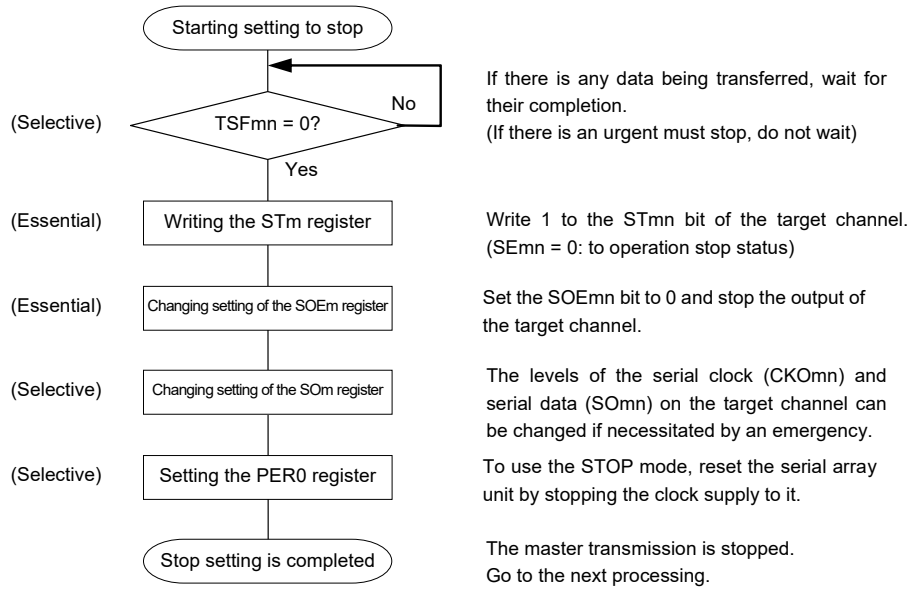 Starting setting to stop
If there is any data being transferred, wait for
their completion.
(If there is an urgent must stop, do not wait)
(Selective)
TSFmn = 0?
No
Yes
(Essential)
Writing the STm register
Write 1 to the STmn bit of the target channel.
(SEmn = 0: to operation stop status)
(Essential)
Changing setting of the SOEm register
Set the SOEmn bit to 0 and stop the output of
the target channel.
(Selective)
Changing setting of the SOm register
The levels of the serial clock (CKOmn) and
serial data (SOmn) on the target channel can
be changed if necessitated by an emergency.
(Selective)
Setting the PER0 register
To use the STOP mode, reset the serial array
unit by stopping the clock supply to it.
Stop setting is completed
The master transmission is stopped.
Go to the next processing.